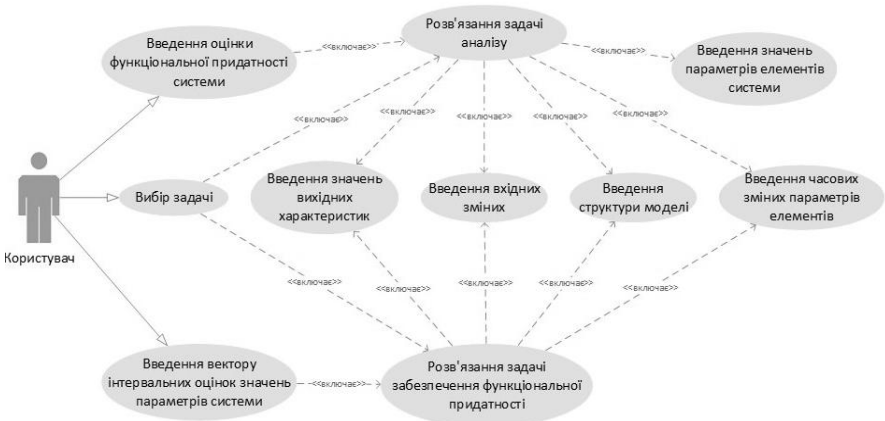 Розв'язання задачі
аналізу
Введення оцінки
функціональної придатності
системи
<<включає>>
<<включає>>
Введення значень
параметрів елементів
системи
<<включає>>
<<включає>>
<<включає>>
<<включає>>
<<включає>>
Вибір задачі
Введення значень
вихідних
характеристик
Введення вхідних
зміних
Введення
структури моделі
Введення часових
зміних параметрів
елементів
Користувач
<<включає>>
<<включає>>
<<включає>>
<<включає>>
<<включає>>
Введення вектору
інтервальних оцінок значень
параметрів системи
<<включає>>
Розв'язання задачі
забезпечення функціональної
придатності